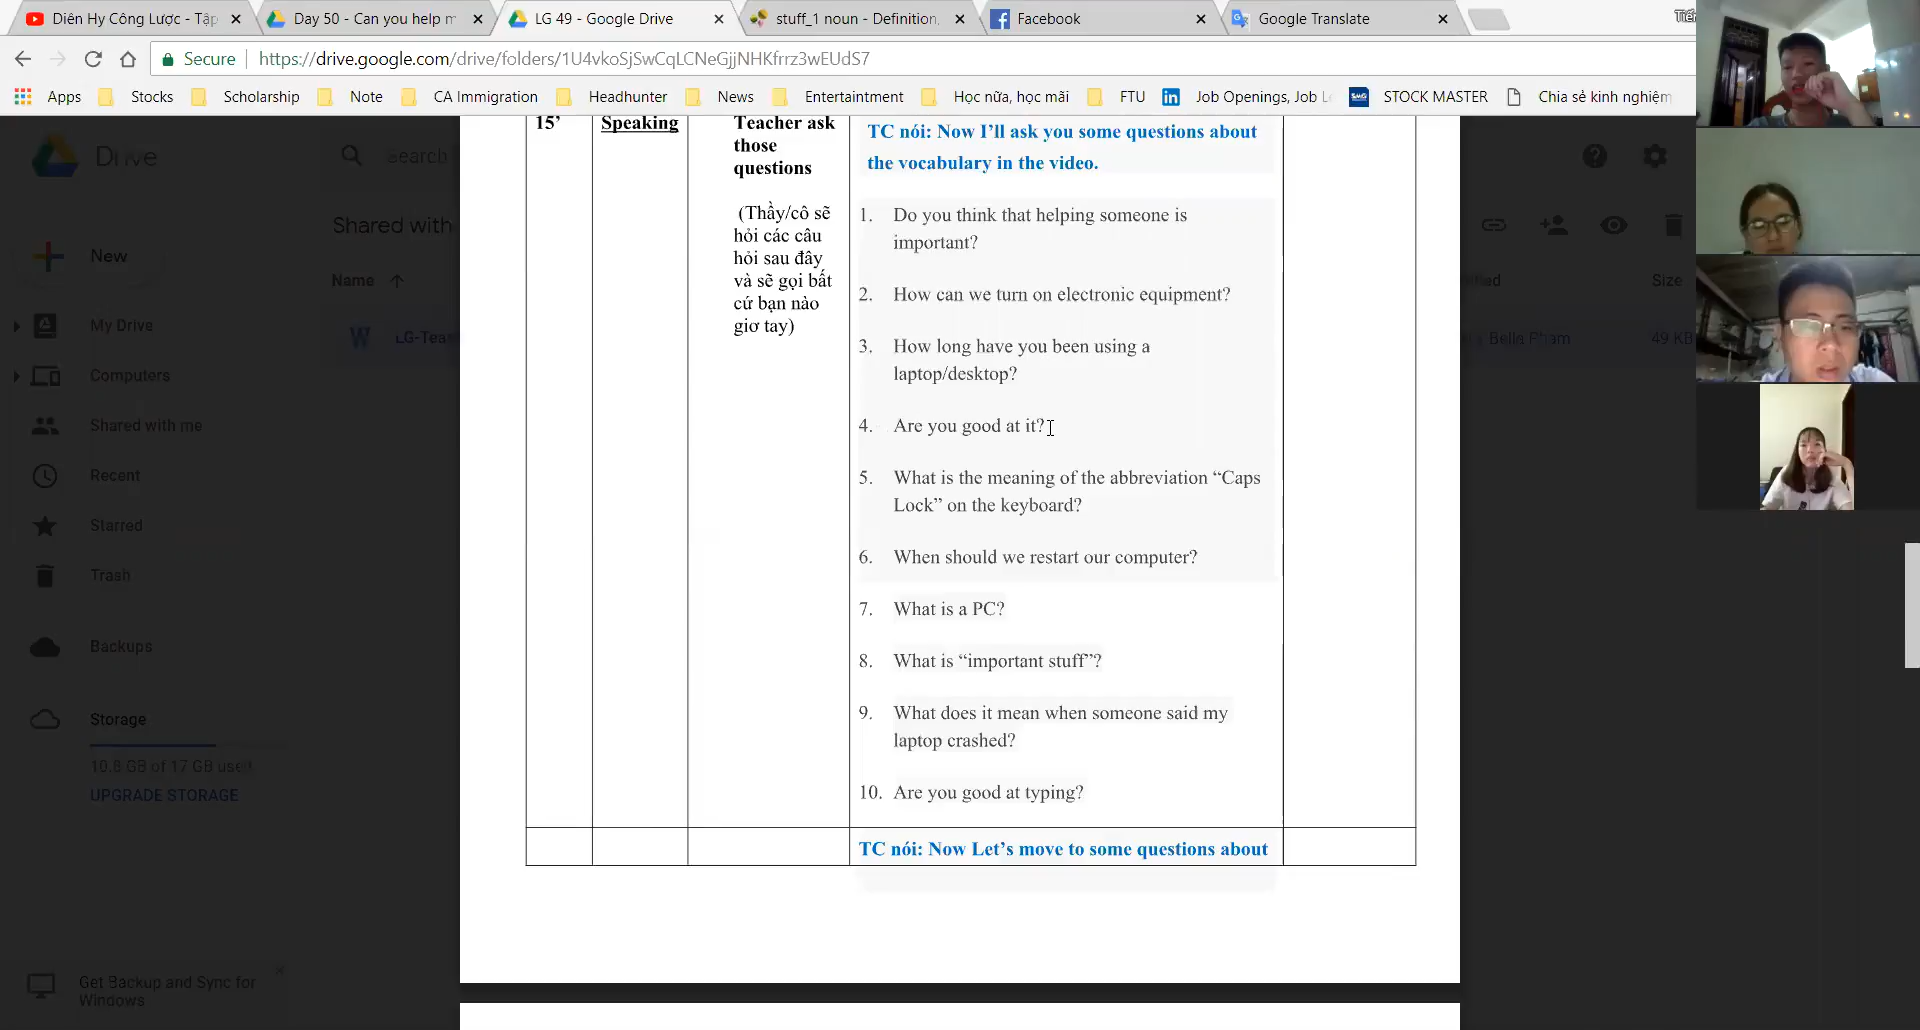 Diên Hy Công Lược - Tập
Day 50 - Can you help m
LG 49 - Google Drive
stuff_1 noun - Definition,
Facebook
Google Translate
Secure
https://drive.google.com/drive/folders/1U4vkoSjSwCqLCNeGjjNHKfrrz3wEUdS7
Apps
Stocks
Scholarship
Note
CA Immigration
Headhunter
News
Entertaintment
Học nữa, học mãi
FTU
Job Openings, Job Le
STOCK MASTER
Chia sẻ kinh nghiệm
Drive
Search
Shared with
New
Name
Size
My Drive
LG-Tea
Bella Pham
49 KB
Computers
Shared with me
Recent
Starred
Trash
Backups
Storage
10.8 GB of 17 GB used
UPGRADE STORAGE
Get Backup and Sync for
Windows
15’
Speaking
Teacher ask
those
questions
(Thầy/cô sẽ
hỏi các câu
hỏi sau đây
và sẽ gọi bất
cứ bạn nào
giơ tay)
TC nói: Now I’ll ask you some questions about
the vocabulary in the video.
1. Do you think that helping someone is
important?
2. How can we turn on electronic equipment?
3. How long have you been using a
laptop/desktop?
4. Are you good at it?
5. What is the meaning of the abbreviation “Caps
Lock” on the keyboard?
6. When should we restart our computer?
7. What is a PC?
8. What is “important stuff”?
9. What does it mean when someone said my
laptop crashed?
10. Are you good at typing?
TC nói: Now Let’s move to some questions about